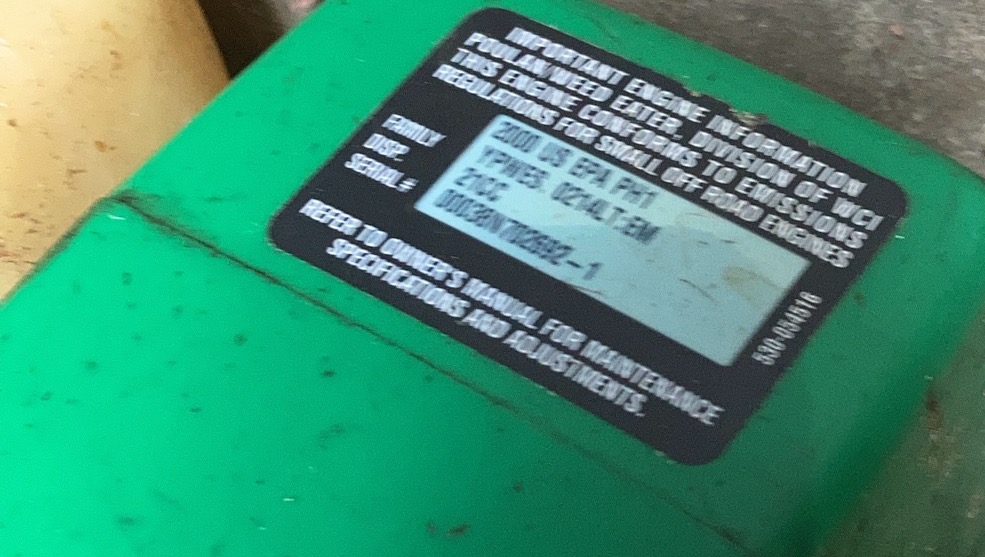 IMPORTANT ENGINE INFORMATION
POULAN/WEED EATER, DIVISION OF WCI
THIS ENGINE CONFORMS TO EMISSIONS
REGULATIONS FOR SMALL OFF ROAD ENGINES
FAMILY
DISP.
SERIAL #
2000 US EPA PH1
21CC
REFER TO OWNER'S MANUAL FOR MAINTENANCE
SPECIFICATIONS AND ADJUSTMENTS.
530-054516